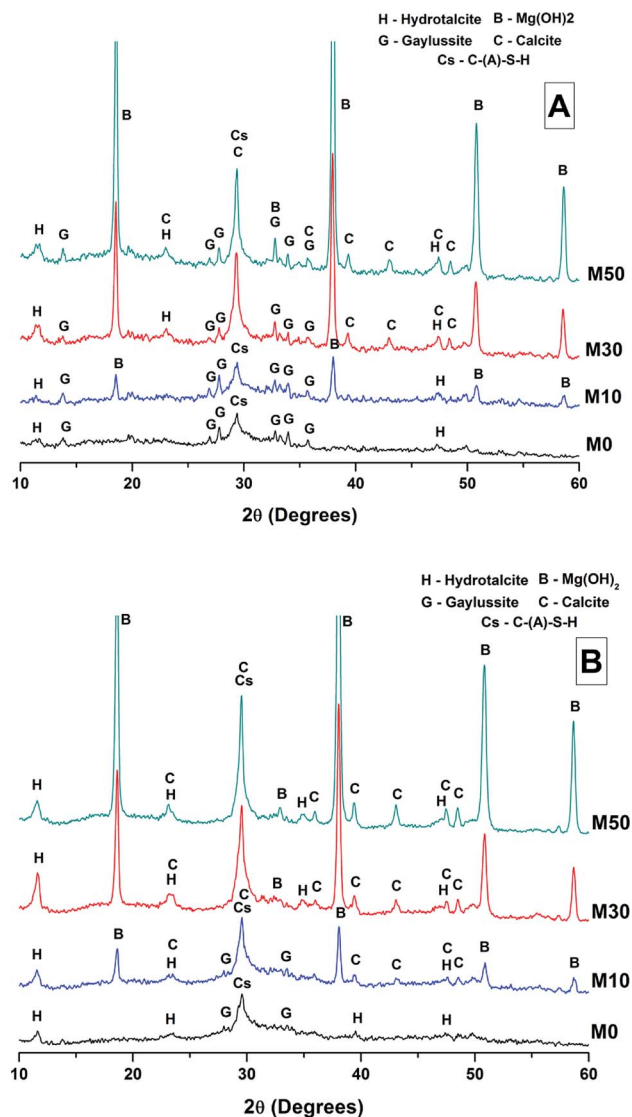 H - Hydrotalcite B - Mg(OH)2
G - Gaylussite C - Calcite
Cs - C-(A)-S-H
A
B B B B
Cs
C
H G C H G G B G G C G C C C H C
M50
H G C H G G G G G C C C H C
M30
H G B G G Cs G G G B H B B
M10
H G G G Cs G G G H
M0
10 20 30 40 50 60
2θ (Degrees)
H - Hydrotalcite B - Mg(OH)₂
G - Gaylussite C - Calcite
Cs - C-(A)-S-H
B
B B B B
C
Cs
H C H B H C C C C H C
M50
H C H B H C C C C H C
M30
C
Cs
H B C H G G B C C C H C B B
M10
H H G Cs G H H
M0
10 20 30 40 50 60
2θ (Degrees)